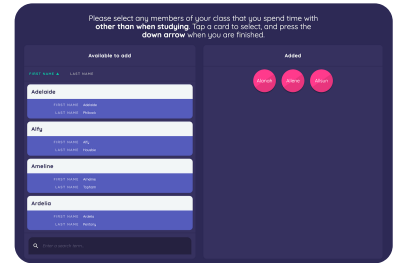 Please select any members of your class that you spend time with
other than when studying. Tap a card to select, and press the
down arrow when you are finished.
Available to add
FIRST NAME ▲ LAST NAME
Adelaide
FIRST NAME Adelaide
LAST NAME
Alfy
FIRST NAME Alfy
LAST NAME
Ameline
FIRST NAME Ameline
LAST NAME
Ardelia
FIRST NAME Ardelia
LAST NAME
Added
Allene Allison